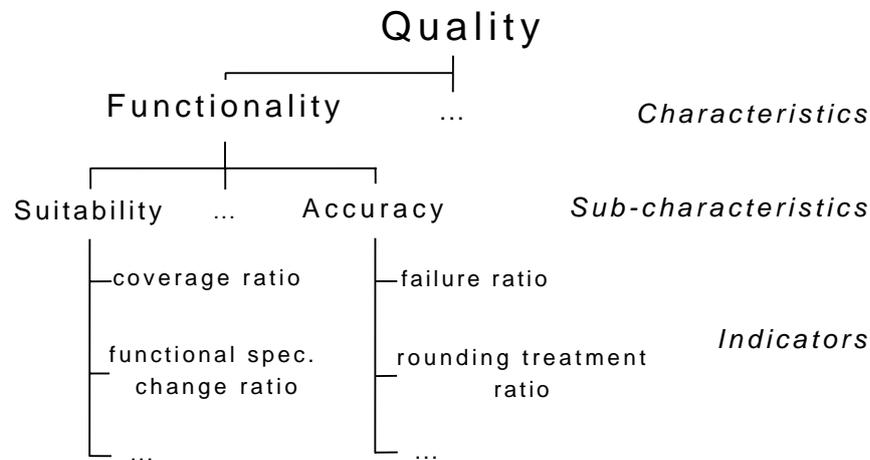 Quality
Functionality
...
Characteristics
Suitability
...
Accuracy
Sub-characteristics
coverage ratio
failure ratio
Indicators
functional spec.
change ratio
rounding treatment
ratio
...
...